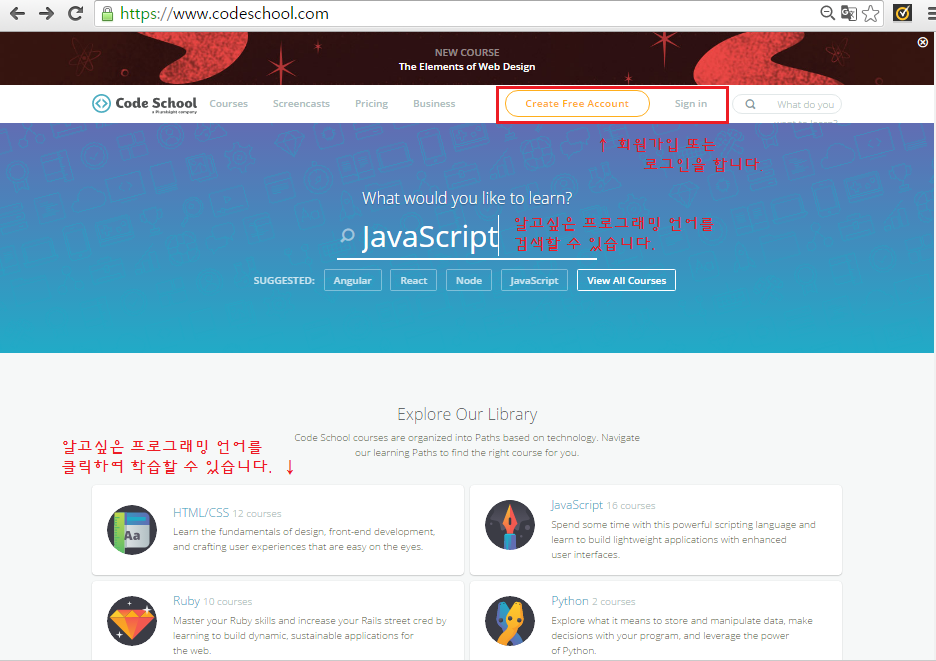 https://www.codeschool.com
NEW COURSE
The Elements of Web Design
Code School
a Pluralsight company
Courses
Screencasts
Pricing
Business
Create Free Account
Sign in
What do you
want to learn?
↑ 회원가입 또는
로그인을 합니다.
What would you like to learn?
JavaScript
알고싶은 프로그래밍 언어를
검색할 수 있습니다.
SUGGESTED:
Angular
React
Node
JavaScript
View All Courses
Explore Our Library
Code School courses are organized into Paths based on technology. Navigate
our learning Paths to find the right course for you.
알고싶은 프로그래밍 언어를
클릭하여 학습할 수 있습니다. ↓
Aa
HTML/CSS 12 courses
Learn the fundamentals of design, front-end development,
and crafting user experiences that are easy on the eyes.
JavaScript 16 courses
Spend some time with this powerful scripting language and
learn to build lightweight applications with enhanced
user interfaces.
Ruby 10 courses
Master your Ruby skills and increase your Rails street cred by
learning to build dynamic, sustainable applications for
the web.
Python 2 courses
Explore what it means to store and manipulate data, make
decisions with your program, and leverage the power
of Python.